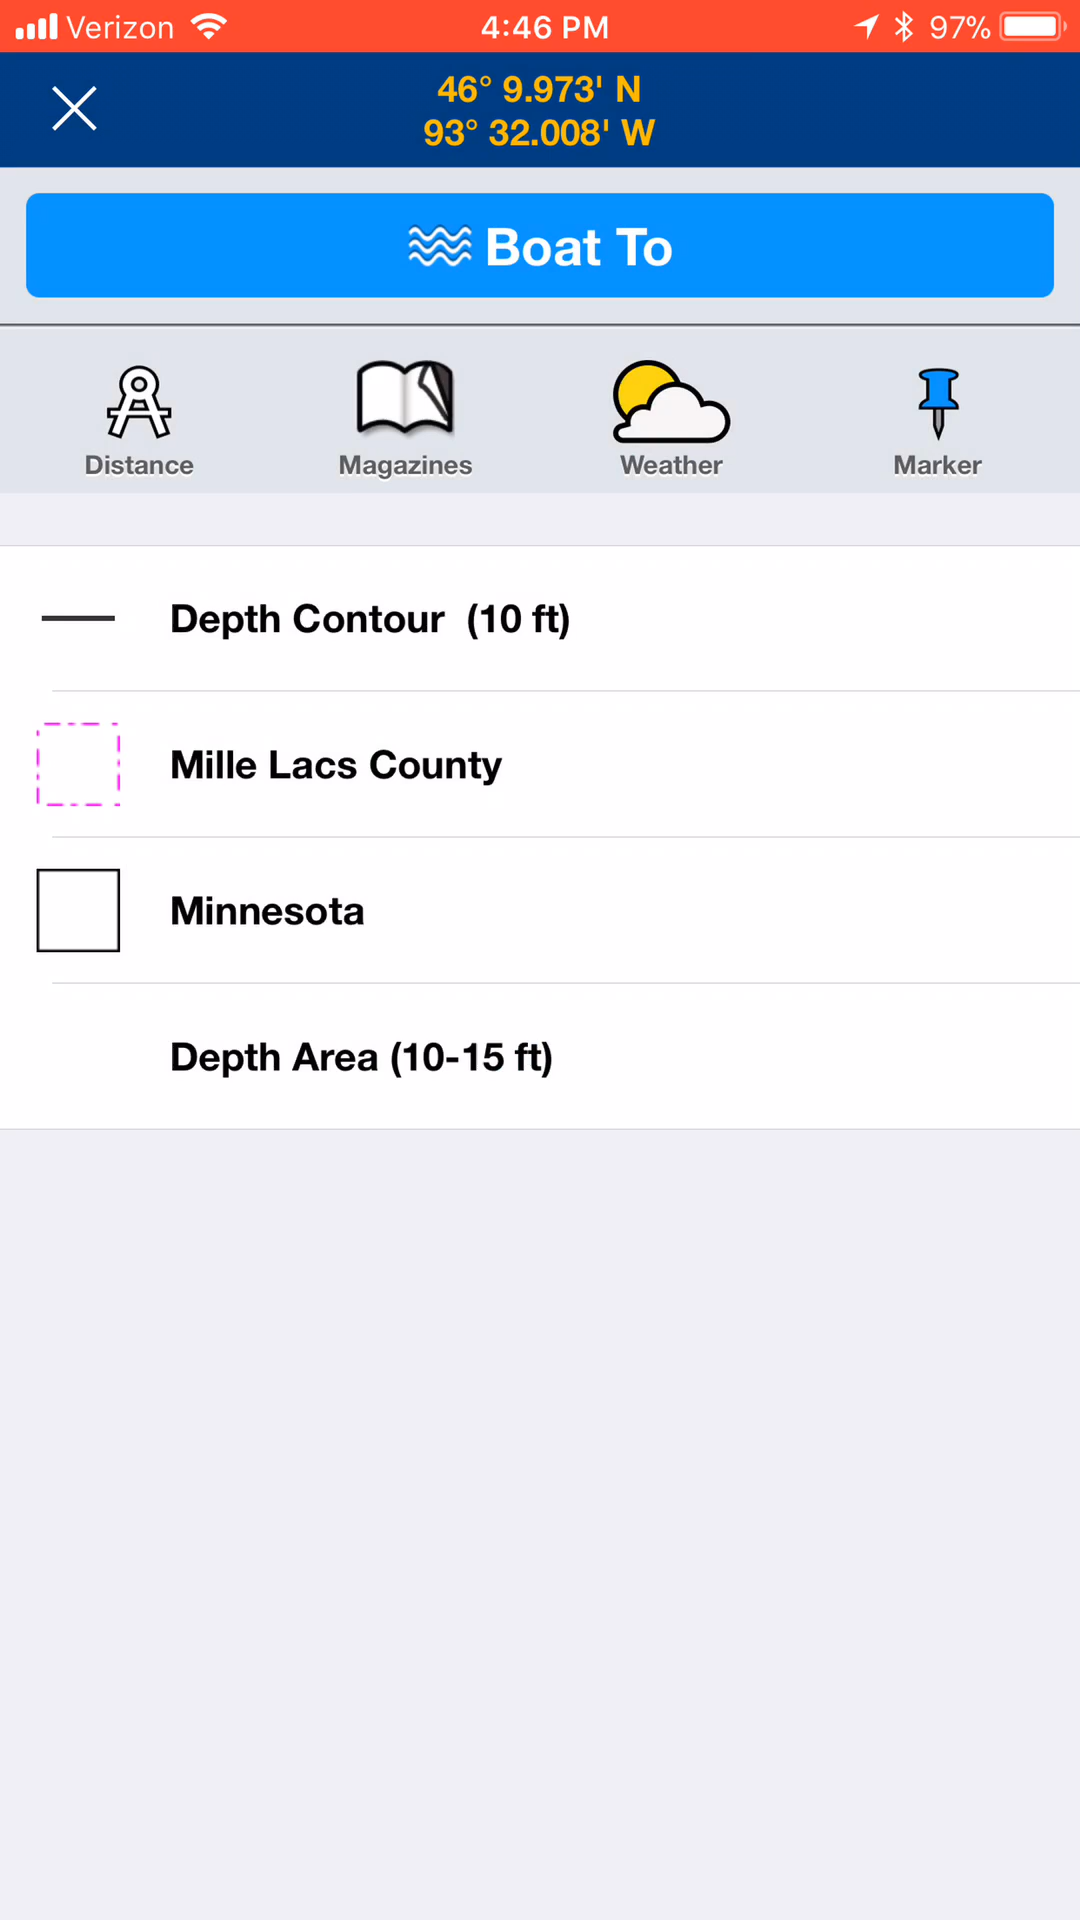 Verizon 4:46 PM 97%
46° 9.973' N
93° 32.008' W
Boat To
Distance Magazines Weather Marker
Depth Contour (10 ft)
Mille Lacs County
Minnesota
Depth Area (10-15 ft)